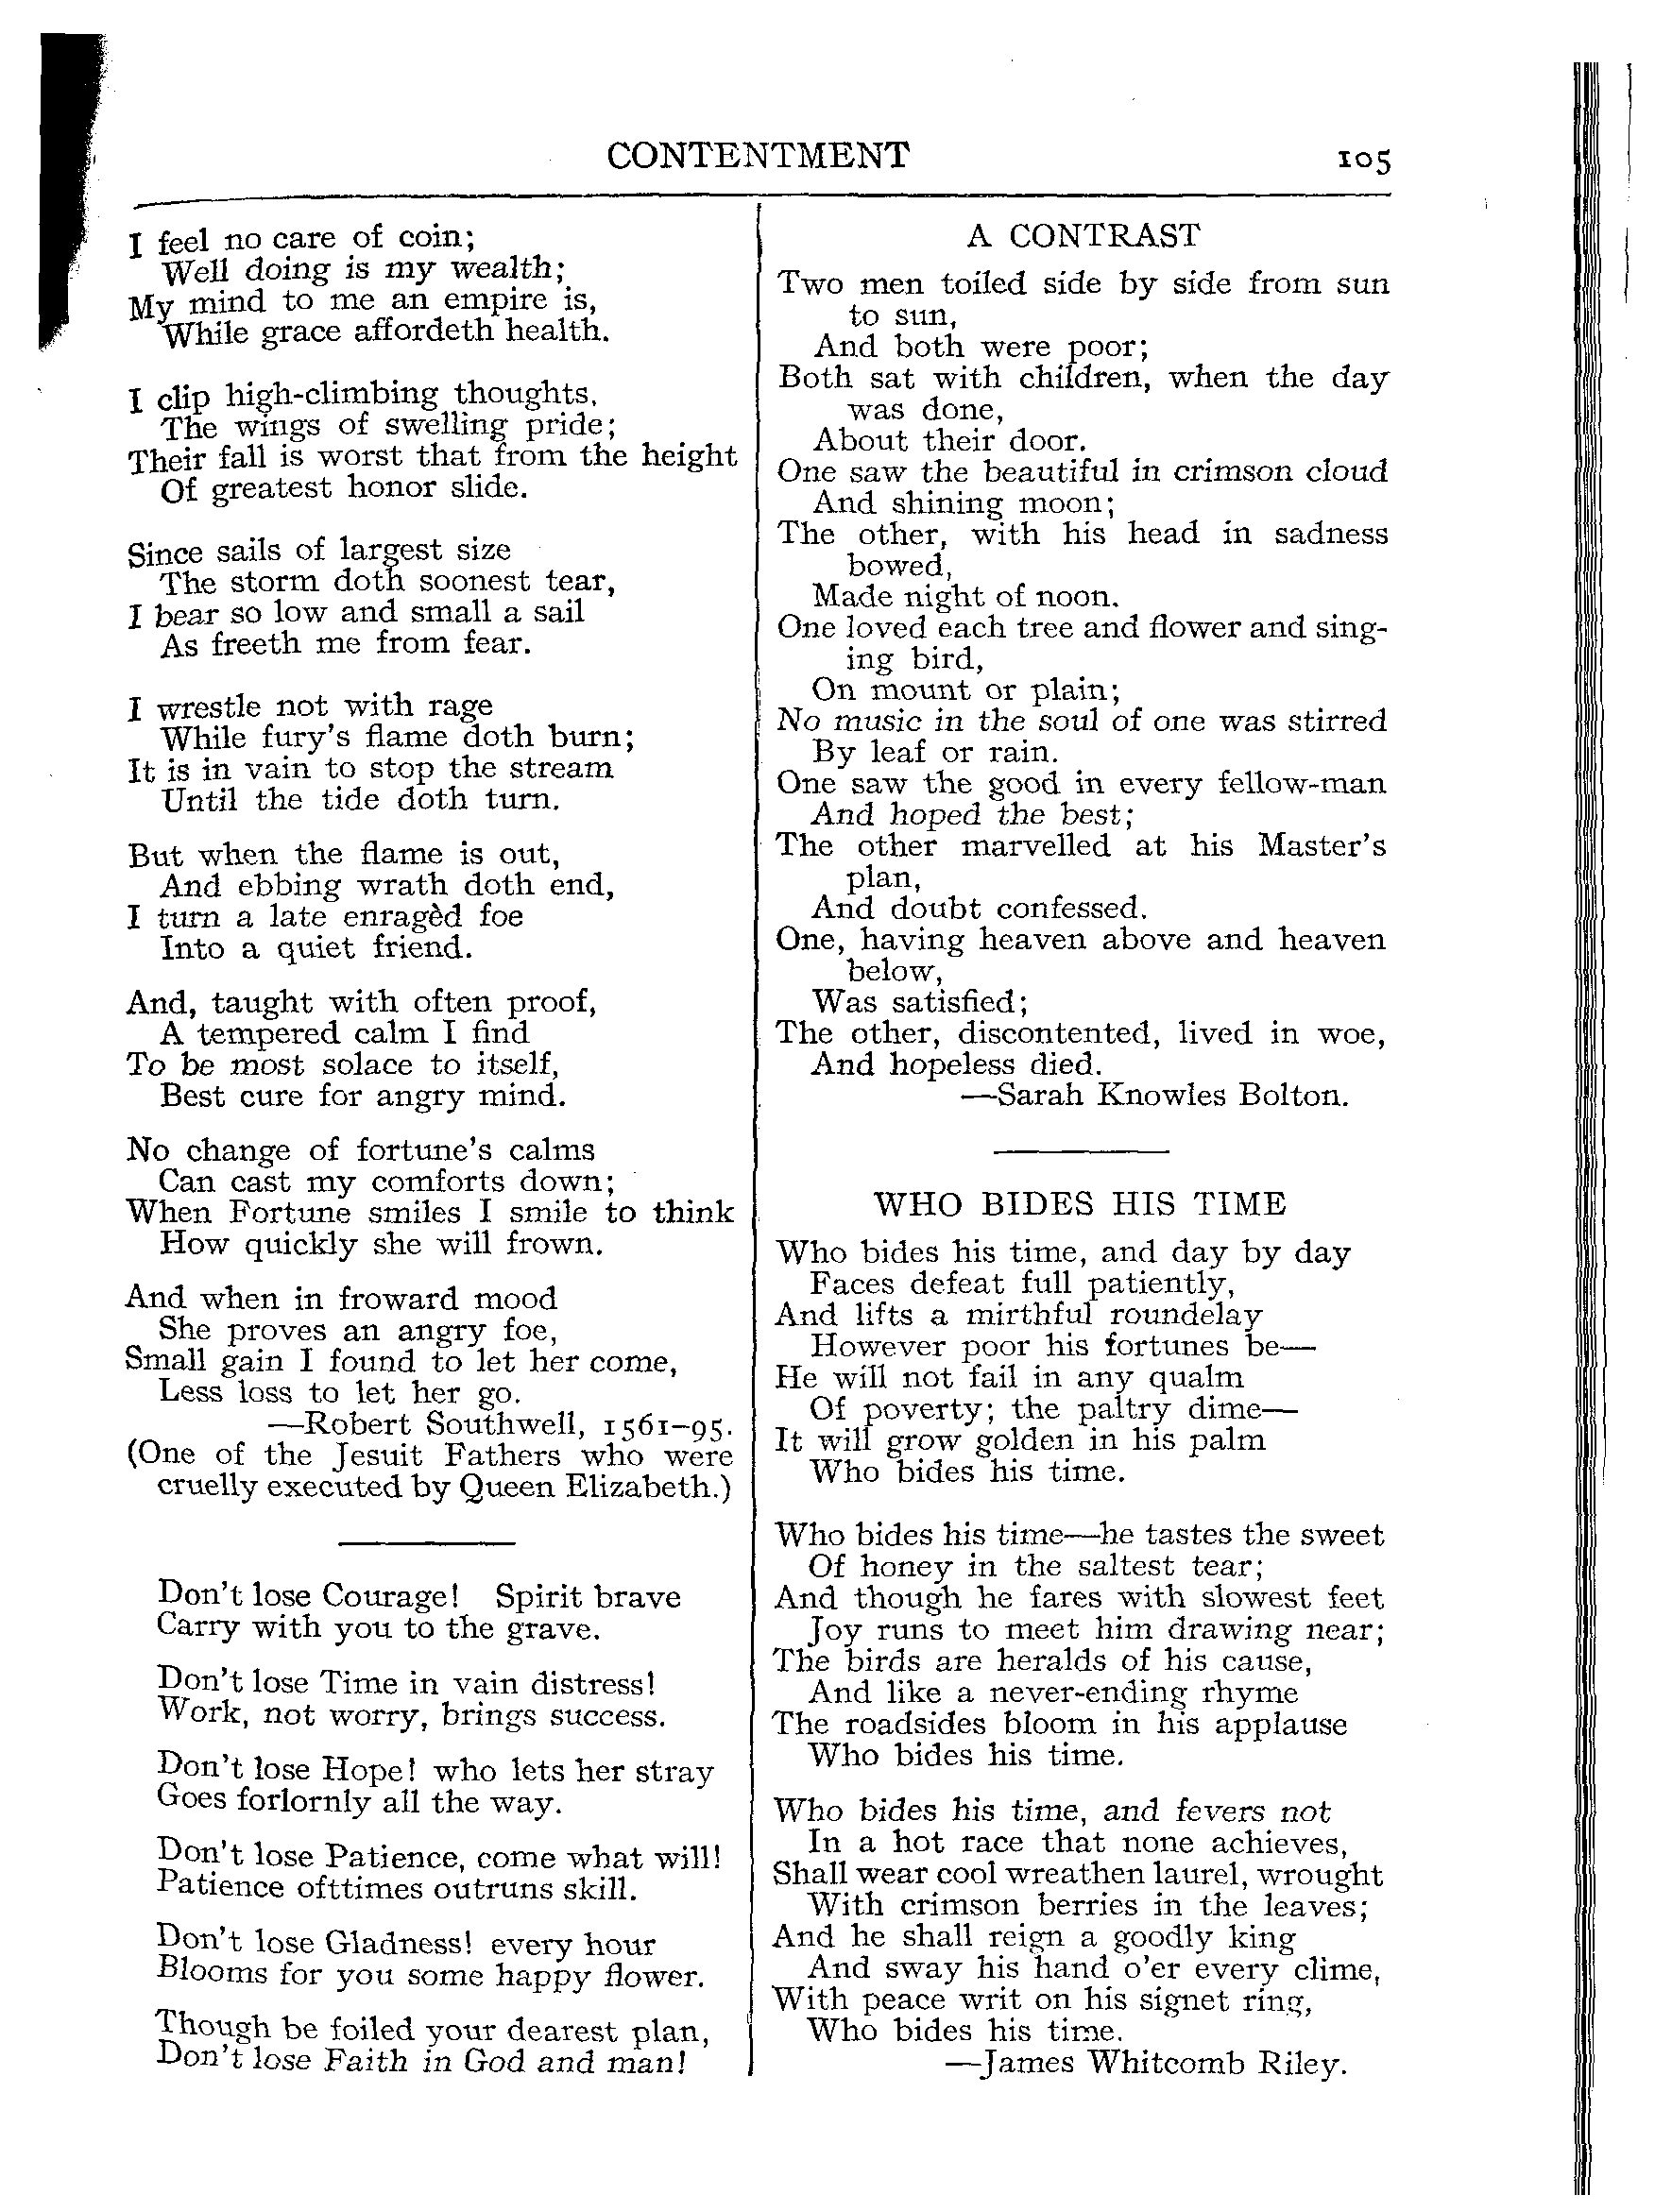 CONTENTMENT 105
I feel no care of coin;
Well doing is my wealth;
My mind to me an empire is,
While grace affordeth health.
I clip high-climbing thoughts,
The wings of swelling pride;
Their fall is worst that from the height
Of greatest honor slide.
Since sails of largest size
The storm doth soonest tear,
I bear so low and small a sail
As freeth me from fear.
I wrestle not with rage
While fury's flame doth burn;
It is in vain to stop the stream
Until the tide doth turn.
But when the flame is out,
And ebbing wrath doth end,
I turn a late enragèd foe
Into a quiet friend.
And, taught with often proof,
A tempered calm I find
To be most solace to itself,
Best cure for angry mind.
No change of fortune's calms
Can cast my comforts down;
When Fortune smiles I smile to think
How quickly she will frown.
And when in froward mood
She proves an angry foe,
Small gain I found to let her come,
Less loss to let her go.
—Robert Southwell, 1561–95.
(One of the Jesuit Fathers who were
cruelly executed by Queen Elizabeth.)
Don't lose Courage! Spirit brave
Carry with you to the grave.
Don't lose Time in vain distress!
Work, not worry, brings success.
Don't lose Hope! who lets her stray
Goes forlornly all the way.
Don't lose Patience, come what will!
Patience ofttimes outruns skill.
Don't lose Gladness! every hour
Blooms for you some happy flower.
Though be foiled your dearest plan,
Don't lose Faith in God and man!
A CONTRAST
Two men toiled side by side from sun
to sun,
And both were poor;
Both sat with children, when the day
was done,
About their door.
One saw the beautiful in crimson cloud
And shining moon;
The other, with his head in sadness
bowed,
Made night of noon.
One loved each tree and flower and sing-
ing bird,
On mount or plain;
No music in the soul of one was stirred
By leaf or rain.
One saw the good in every fellow-man
And hoped the best;
The other marvelled at his Master's
plan,
And doubt confessed.
One, having heaven above and heaven
below,
Was satisfied;
The other, discontented, lived in woe,
And hopeless died.
—Sarah Knowles Bolton.
WHO BIDES HIS TIME
Who bides his time, and day by day
Faces defeat full patiently,
And lifts a mirthful roundelay
However poor his fortunes be—
He will not fail in any qualm
Of poverty; the paltry dime—
It will grow golden in his palm
Who bides his time.
Who bides his time—he tastes the sweet
Of honey in the saltest tear;
And though he fares with slowest feet
Joy runs to meet him drawing near;
The birds are heralds of his cause,
And like a never-ending rhyme
The roadsides bloom in his applause
Who bides his time.
Who bides his time, and fevers not
In a hot race that none achieves,
Shall wear cool wreathen laurel, wrought
With crimson berries in the leaves;
And he shall reign a goodly king
And sway his hand o'er every clime,
With peace writ on his signet ring,
Who bides his time.
—James Whitcomb Riley.